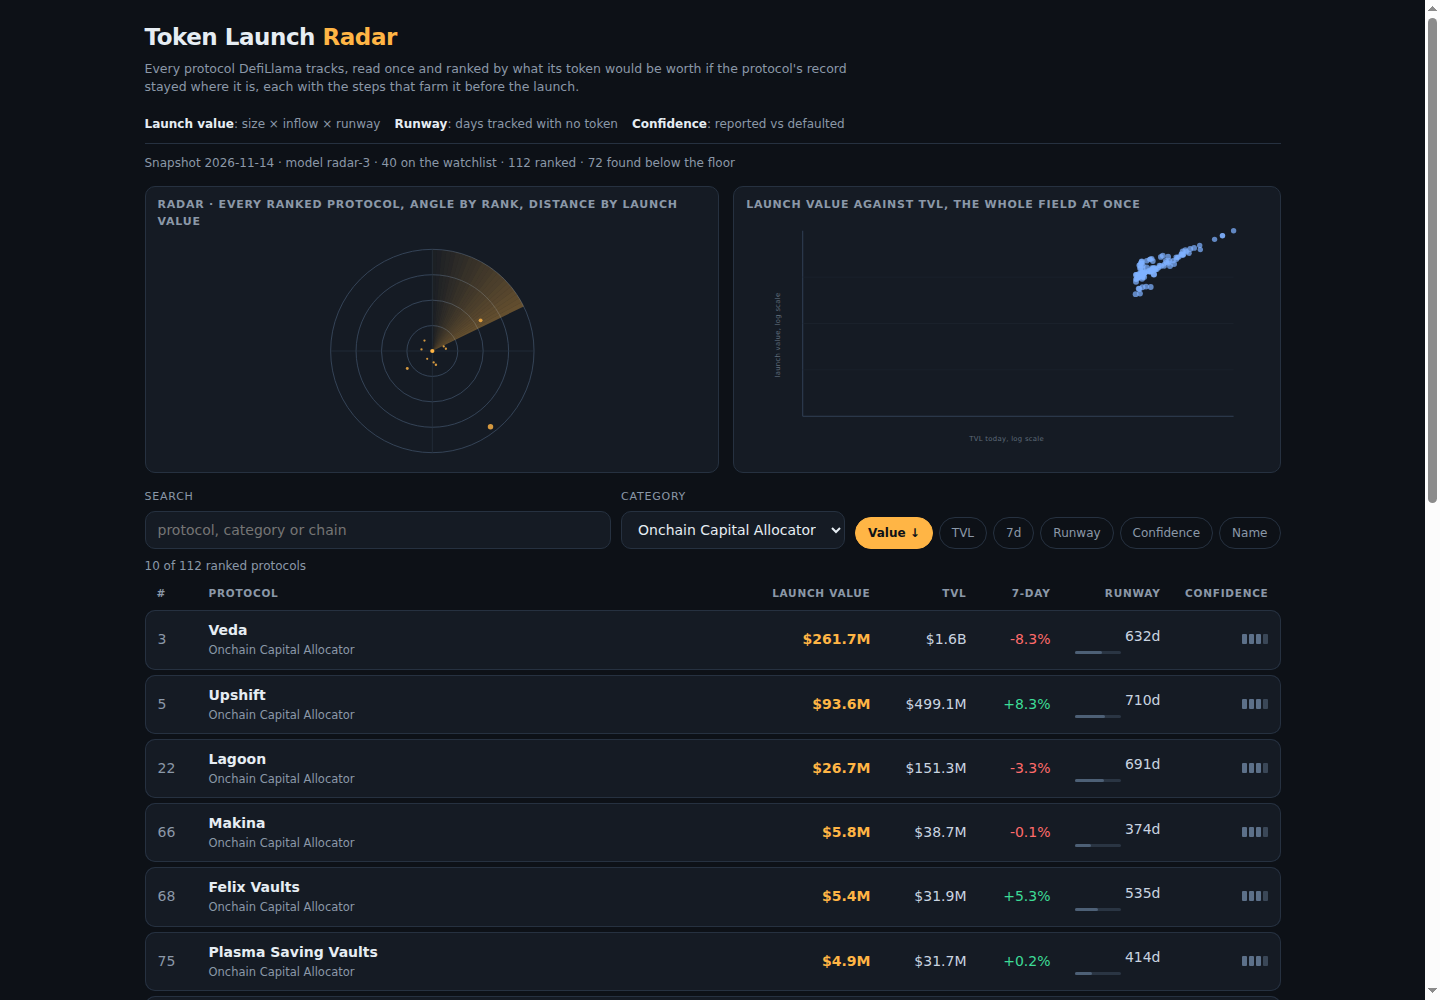 Token Launch Radar
Every protocol DefiLlama tracks, read once and ranked by what its token would be worth if the protocol's record
stayed where it is, each with the steps that farm it before the launch.
Launch value: size × inflow × runway Runway: days tracked with no token Confidence: reported vs defaulted
Snapshot 2026-11-14 · model radar-3 · 40 on the watchlist · 112 ranked · 72 found below the floor
RADAR · EVERY RANKED PROTOCOL, ANGLE BY RANK, DISTANCE BY LAUNCH
VALUE
LAUNCH VALUE AGAINST TVL, THE WHOLE FIELD AT ONCE
launch value, log scale
TVL today, log scale
SEARCH
CATEGORY
protocol, category or chain
Onchain Capital Allocator
Value ↓
TVL
7d
Runway
Confidence
Name
10 of 112 ranked protocols
# PROTOCOL LAUNCH VALUE TVL 7-DAY RUNWAY CONFIDENCE
3 Veda $261.7M $1.6B -8.3% 632d
Onchain Capital Allocator
5 Upshift $93.6M $499.1M +8.3% 710d
Onchain Capital Allocator
22 Lagoon $26.7M $151.3M -3.3% 691d
Onchain Capital Allocator
66 Makina $5.8M $38.7M -0.1% 374d
Onchain Capital Allocator
68 Felix Vaults $5.4M $31.9M +5.3% 535d
Onchain Capital Allocator
75 Plasma Saving Vaults $4.9M $31.7M +0.2% 414d
Onchain Capital Allocator